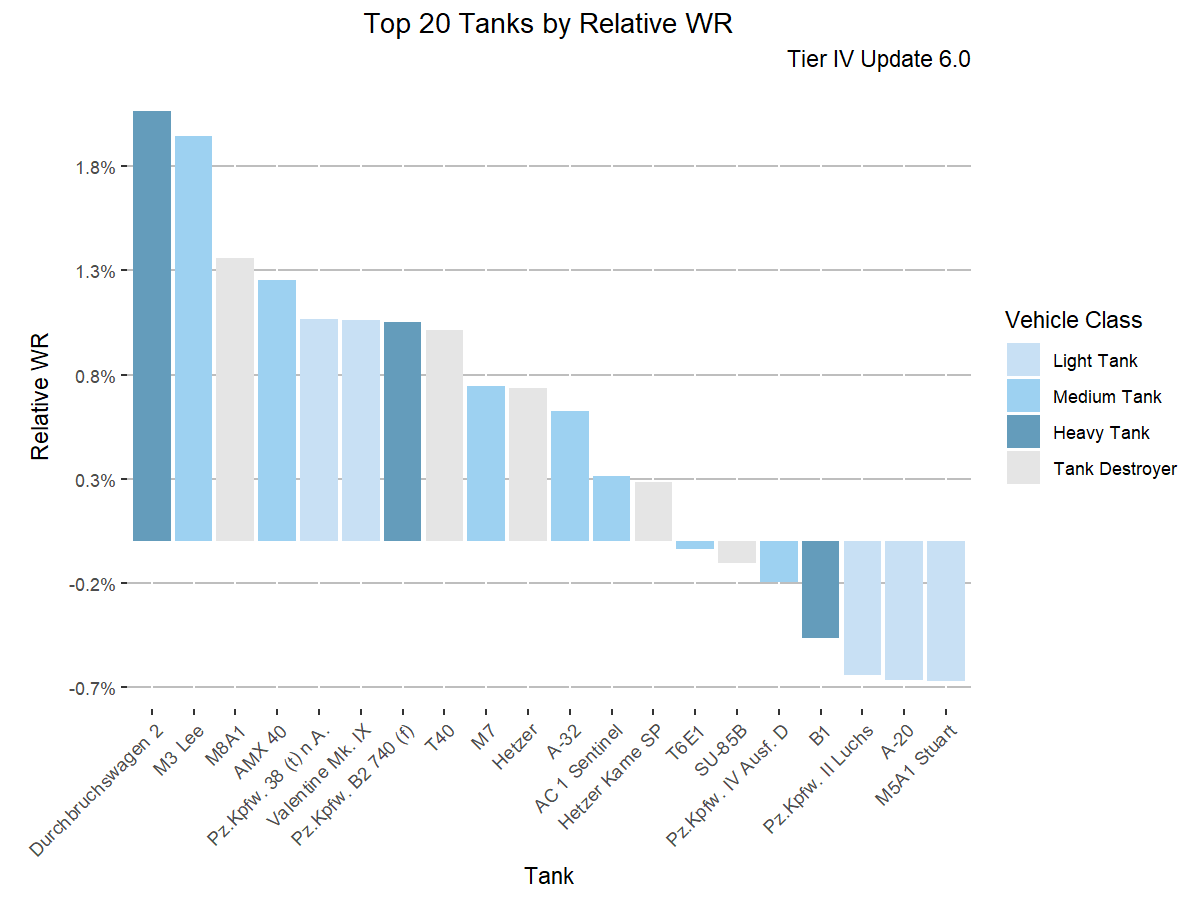 Top 20 Tanks by Relative WR
Tier IV Update 6.0
1.8%
1.3%
0.8%
0.3%
-0.2%
-0.7%
Relative WR
Durchbruchswagen 2
M3 Lee
M8A1
AMX 40
Pz.Kpfw. 38 (t) n A.
Valentine Mk. IX
Pz.Kpfw. B2 740 (f)
T40
M7
Hetzer
A-32
AC 1 Sentinel
Hetzer Kame SP
T6E1
SU-85B
Pz.Kpfw. IV Ausf. D
B1
Pz.Kpfw. II Luchs
A-20
M5A1 Stuart
Tank
Vehicle Class
Light Tank
Medium Tank
Heavy Tank
Tank Destroyer